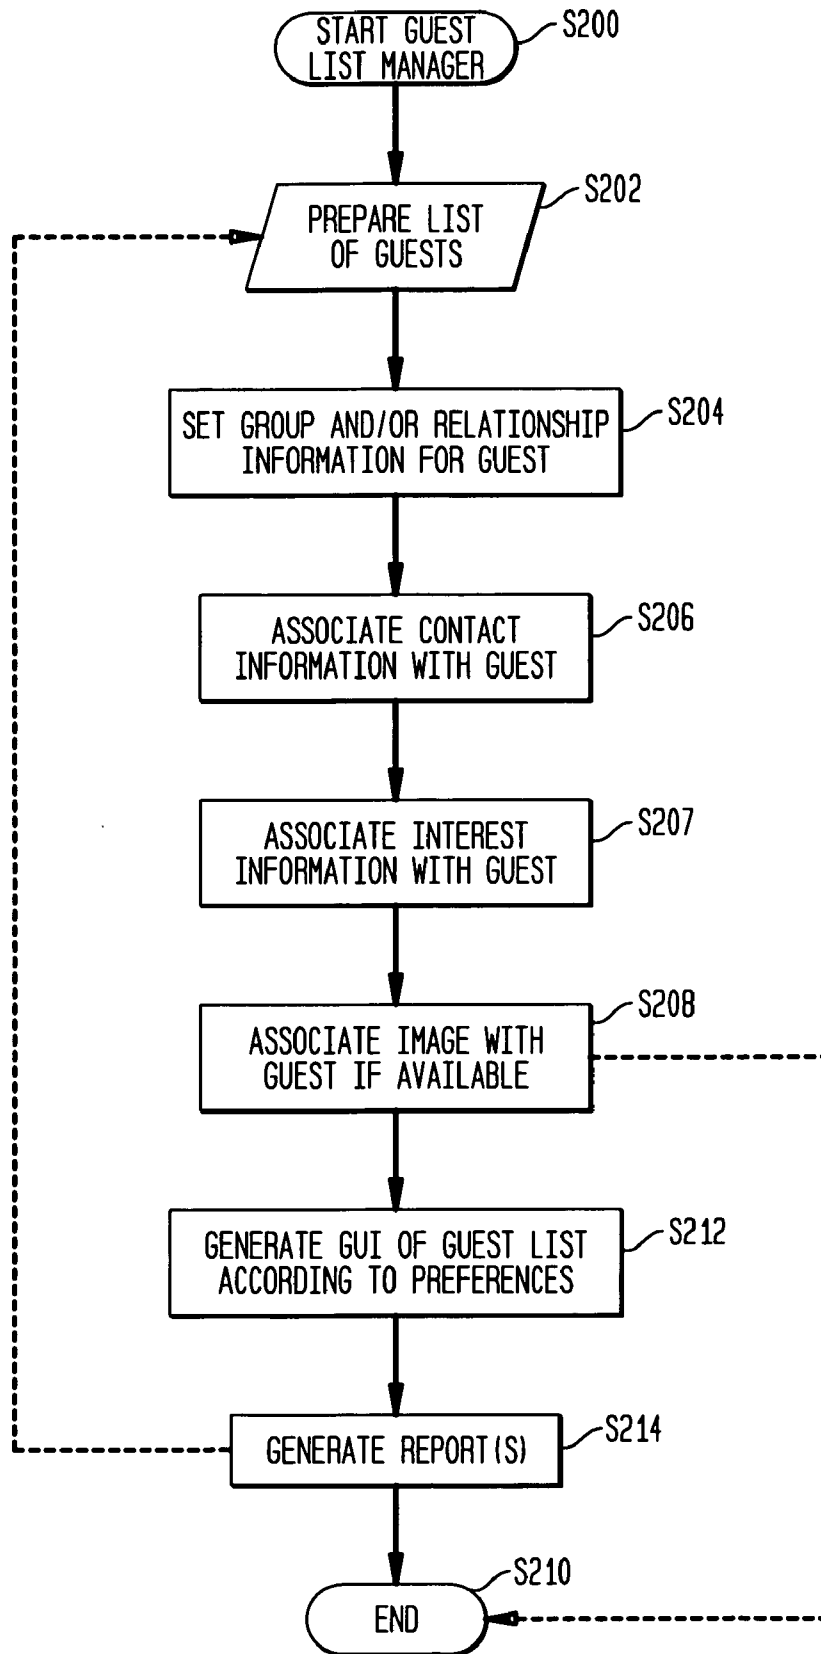 START GUEST
LIST MANAGER
S200
PREPARE LIST
OF GUESTS
S202
SET GROUP AND/OR RELATIONSHIP
INFORMATION FOR GUEST
S204
ASSOCIATE CONTACT
INFORMATION WITH GUEST
S206
ASSOCIATE INTEREST
INFORMATION WITH GUEST
S207
ASSOCIATE IMAGE WITH
GUEST IF AVAILABLE
S208
GENERATE GUI OF GUEST LIST
ACCORDING TO PREFERENCES
S212
GENERATE REPORT(S)
S214
END
S210